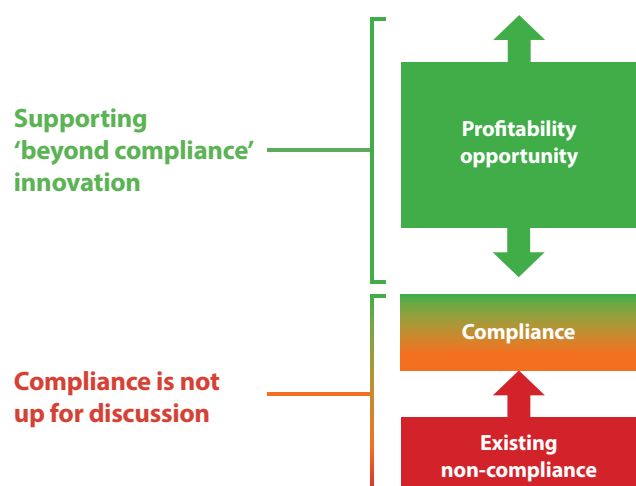 Supporting
‘beyond compliance’
innovation
Profitability
opportunity
Compliance
Compliance is not
up for discussion
Existing
non-compliance